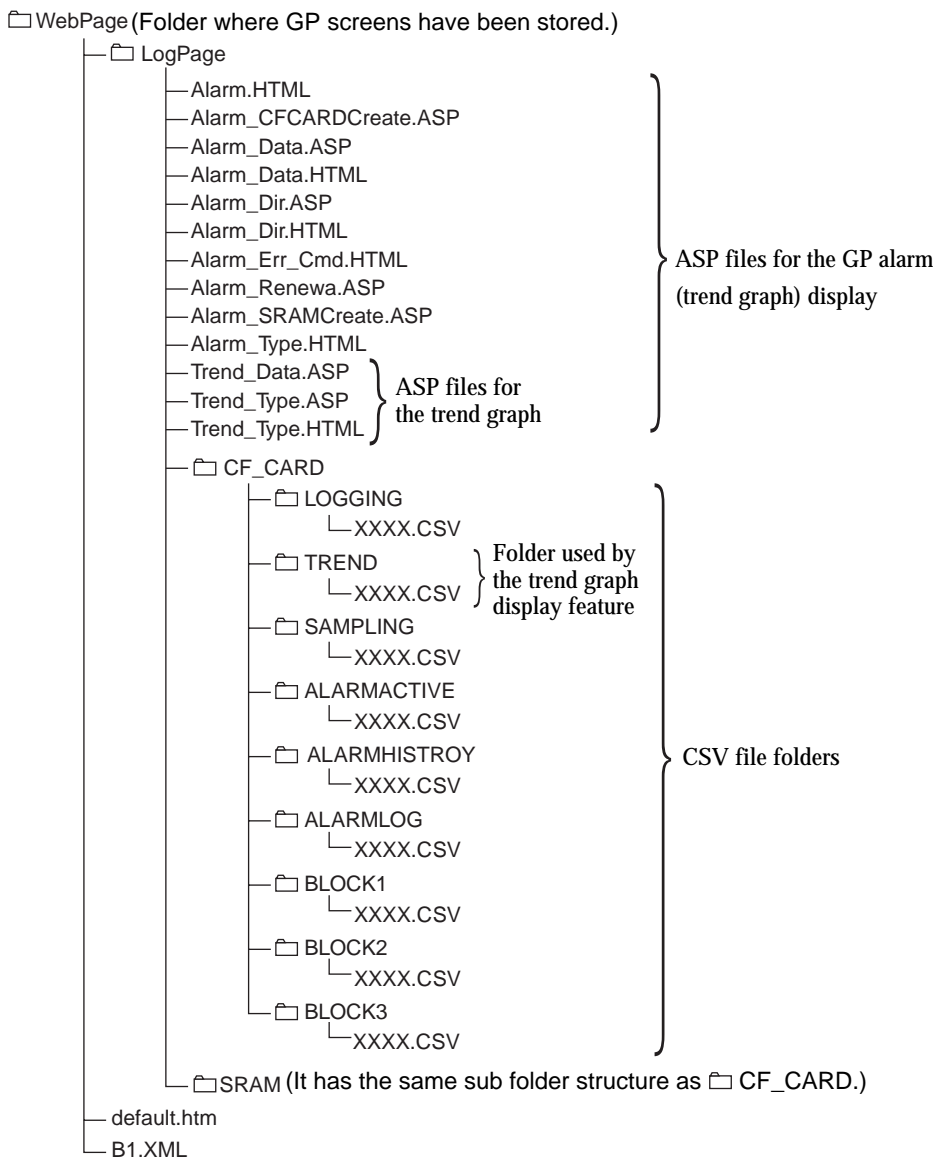 WebPage (Folder where GP screens have been stored.)
LogPage
Alarm.HTML
Alarm_CFCARDCreate.ASP
Alarm_Data.ASP
Alarm_Data.HTML
Alarm_Dir.ASP
Alarm_Dir.HTML
Alarm_Err_Cmd.HTML
Alarm_Renewa.ASP
Alarm_SRAMCreate.ASP
Alarm_Type.HTML
Trend_Data.ASP
Trend_Type.ASP
Trend_Type.HTML
ASP files for
the trend graph
ASP files for the GP alarm
(trend graph) display
CF_CARD
LOGGING
XXXX.CSV
TREND
XXXX.CSV
Folder used by
the trend graph
display feature
SAMPLING
XXXX.CSV
ALARMACTIVE
XXXX.CSV
ALARMHISTROY
XXXX.CSV
ALARMLOG
XXXX.CSV
BLOCK1
XXXX.CSV
BLOCK2
XXXX.CSV
BLOCK3
XXXX.CSV
CSV file folders
SRAM (It has the same sub folder structure as CF_CARD.)
default.htm
B1.XML